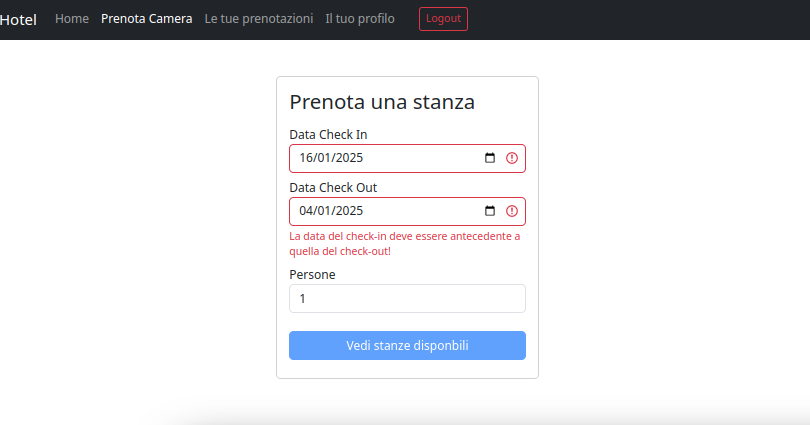 Hotel Home Prenota Camera Le tue prenotazioni Il tuo profilo Logout
Prenota una stanza
Data Check In
16/01/2025
Data Check Out
04/01/2025
La data del check-in deve essere antecedente a
quella del check-out!
Persone
1
Vedi stanze disponbili